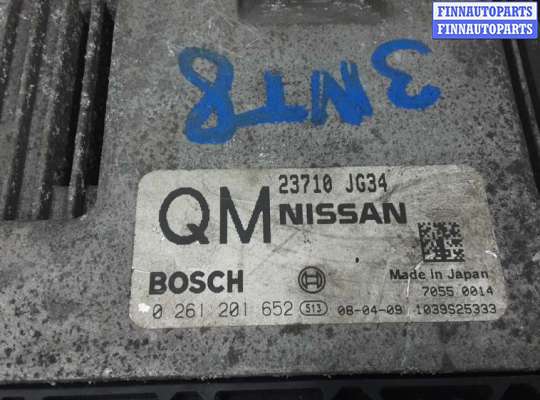 FINNAUTOPARTS
FINNAUTOPARTS
3NT8
23710 JG34
QM
NISSAN
BOSCH
Made in Japan
7055 0014
0 261 201 652 S13 08-04-09 1039S25333